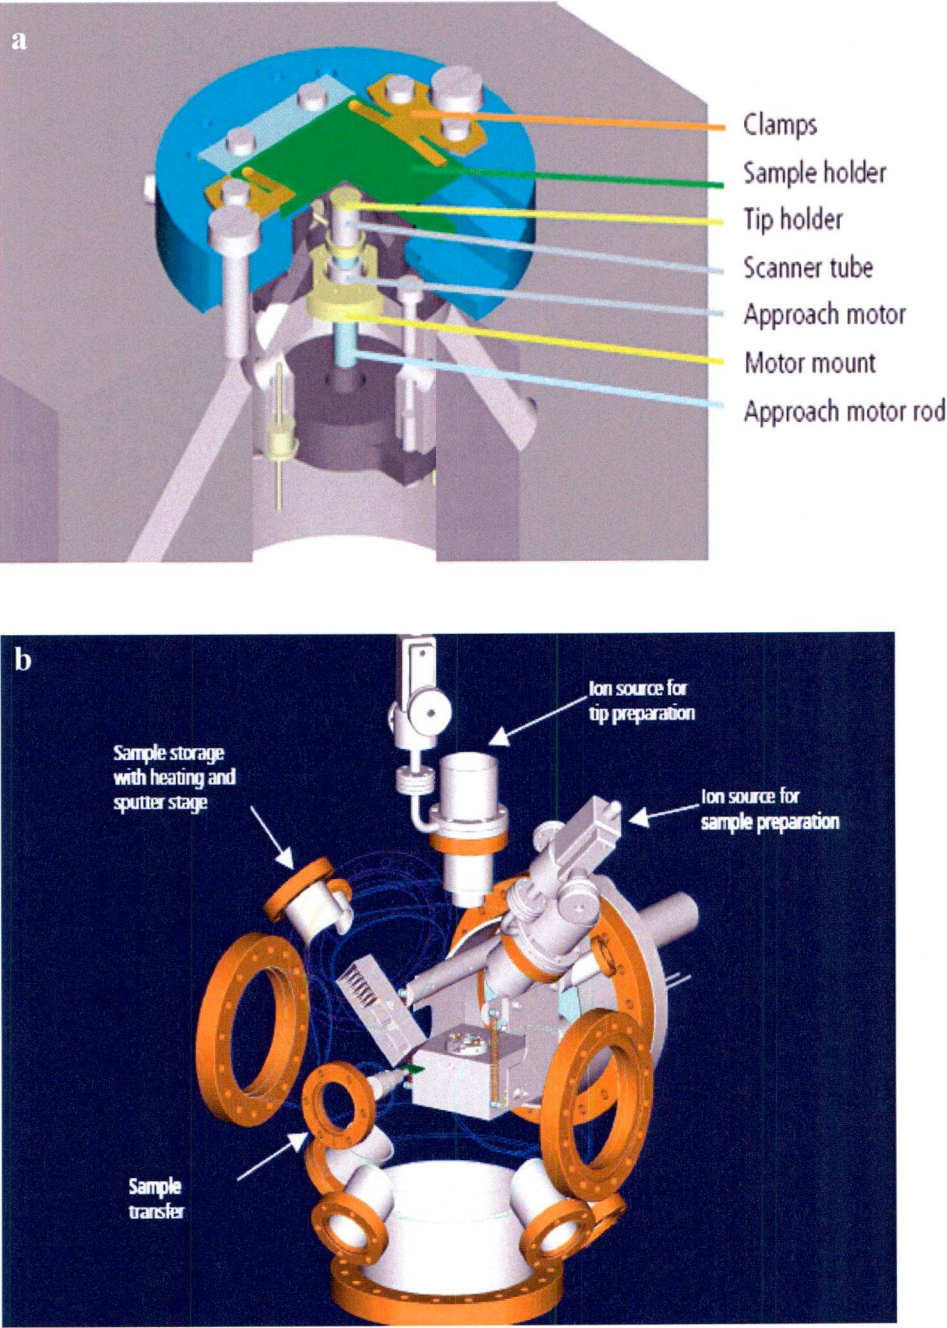 a
Clamps
Sample holder
Tip holder
Scanner tube
Approach motor
Motor mount
Approach motor rod
b
Ion source for
tip preparation
Sample storage
with heating and
sputter stage
Ion source for
sample preparation
Sample
transfer